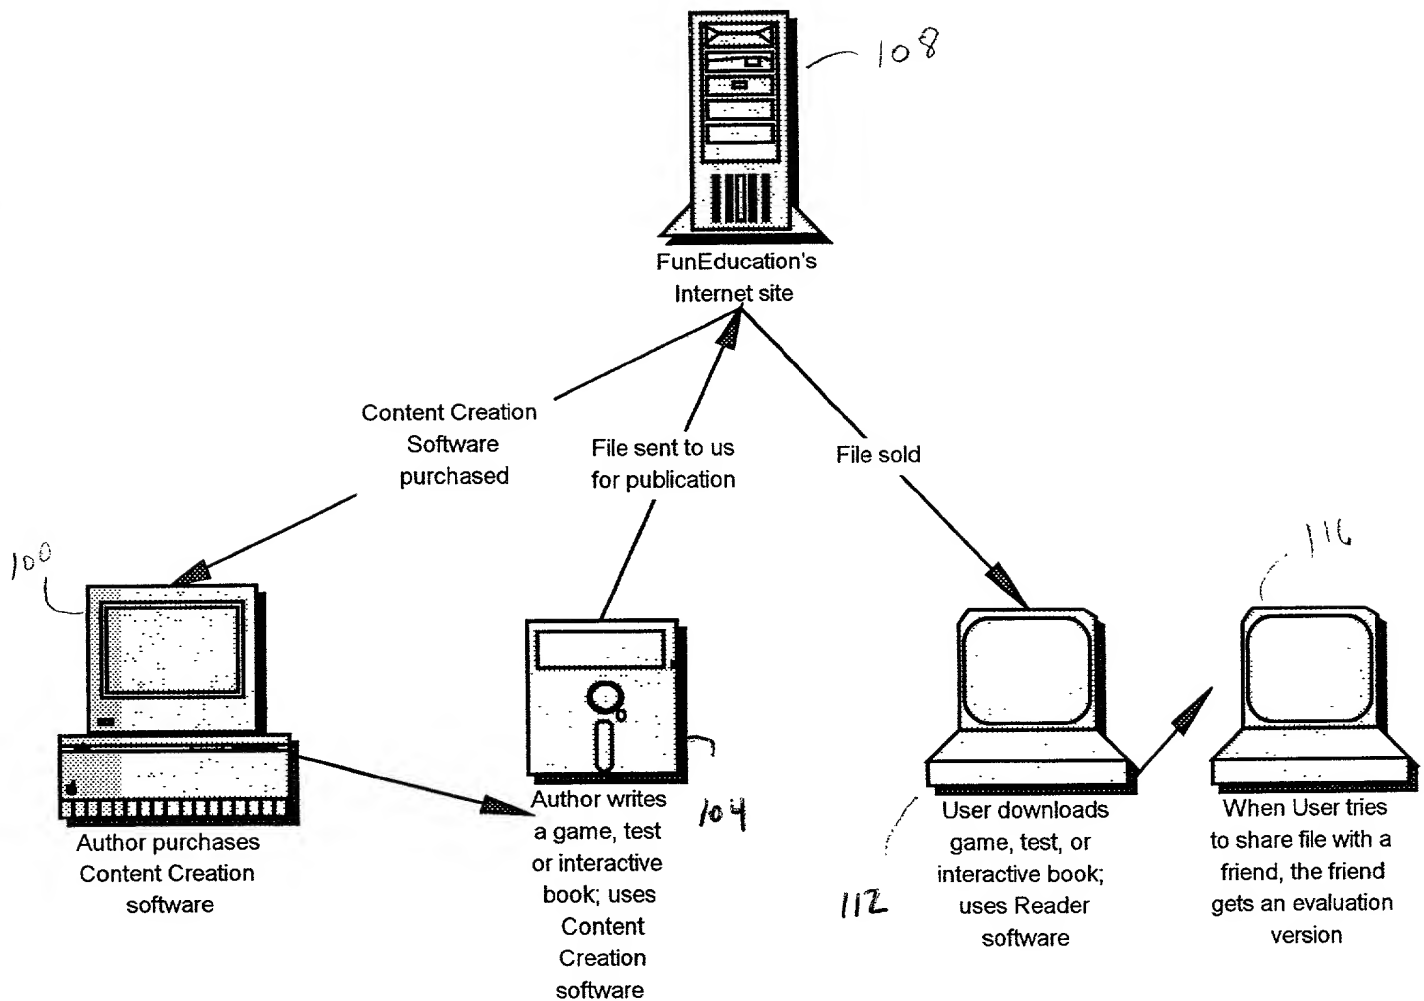 108
FunEducation's
Internet site
Content Creation
Software
purchased
File sent to us
for publication
File sold
100
116
Author purchases
Content Creation
software
Author writes
a game, test
or interactive
book; uses
Content
Creation
software
104
User downloads
game, test, or
interactive book;
uses Reader
software
112
When User tries
to share file with a
friend, the friend
gets an evaluation
version